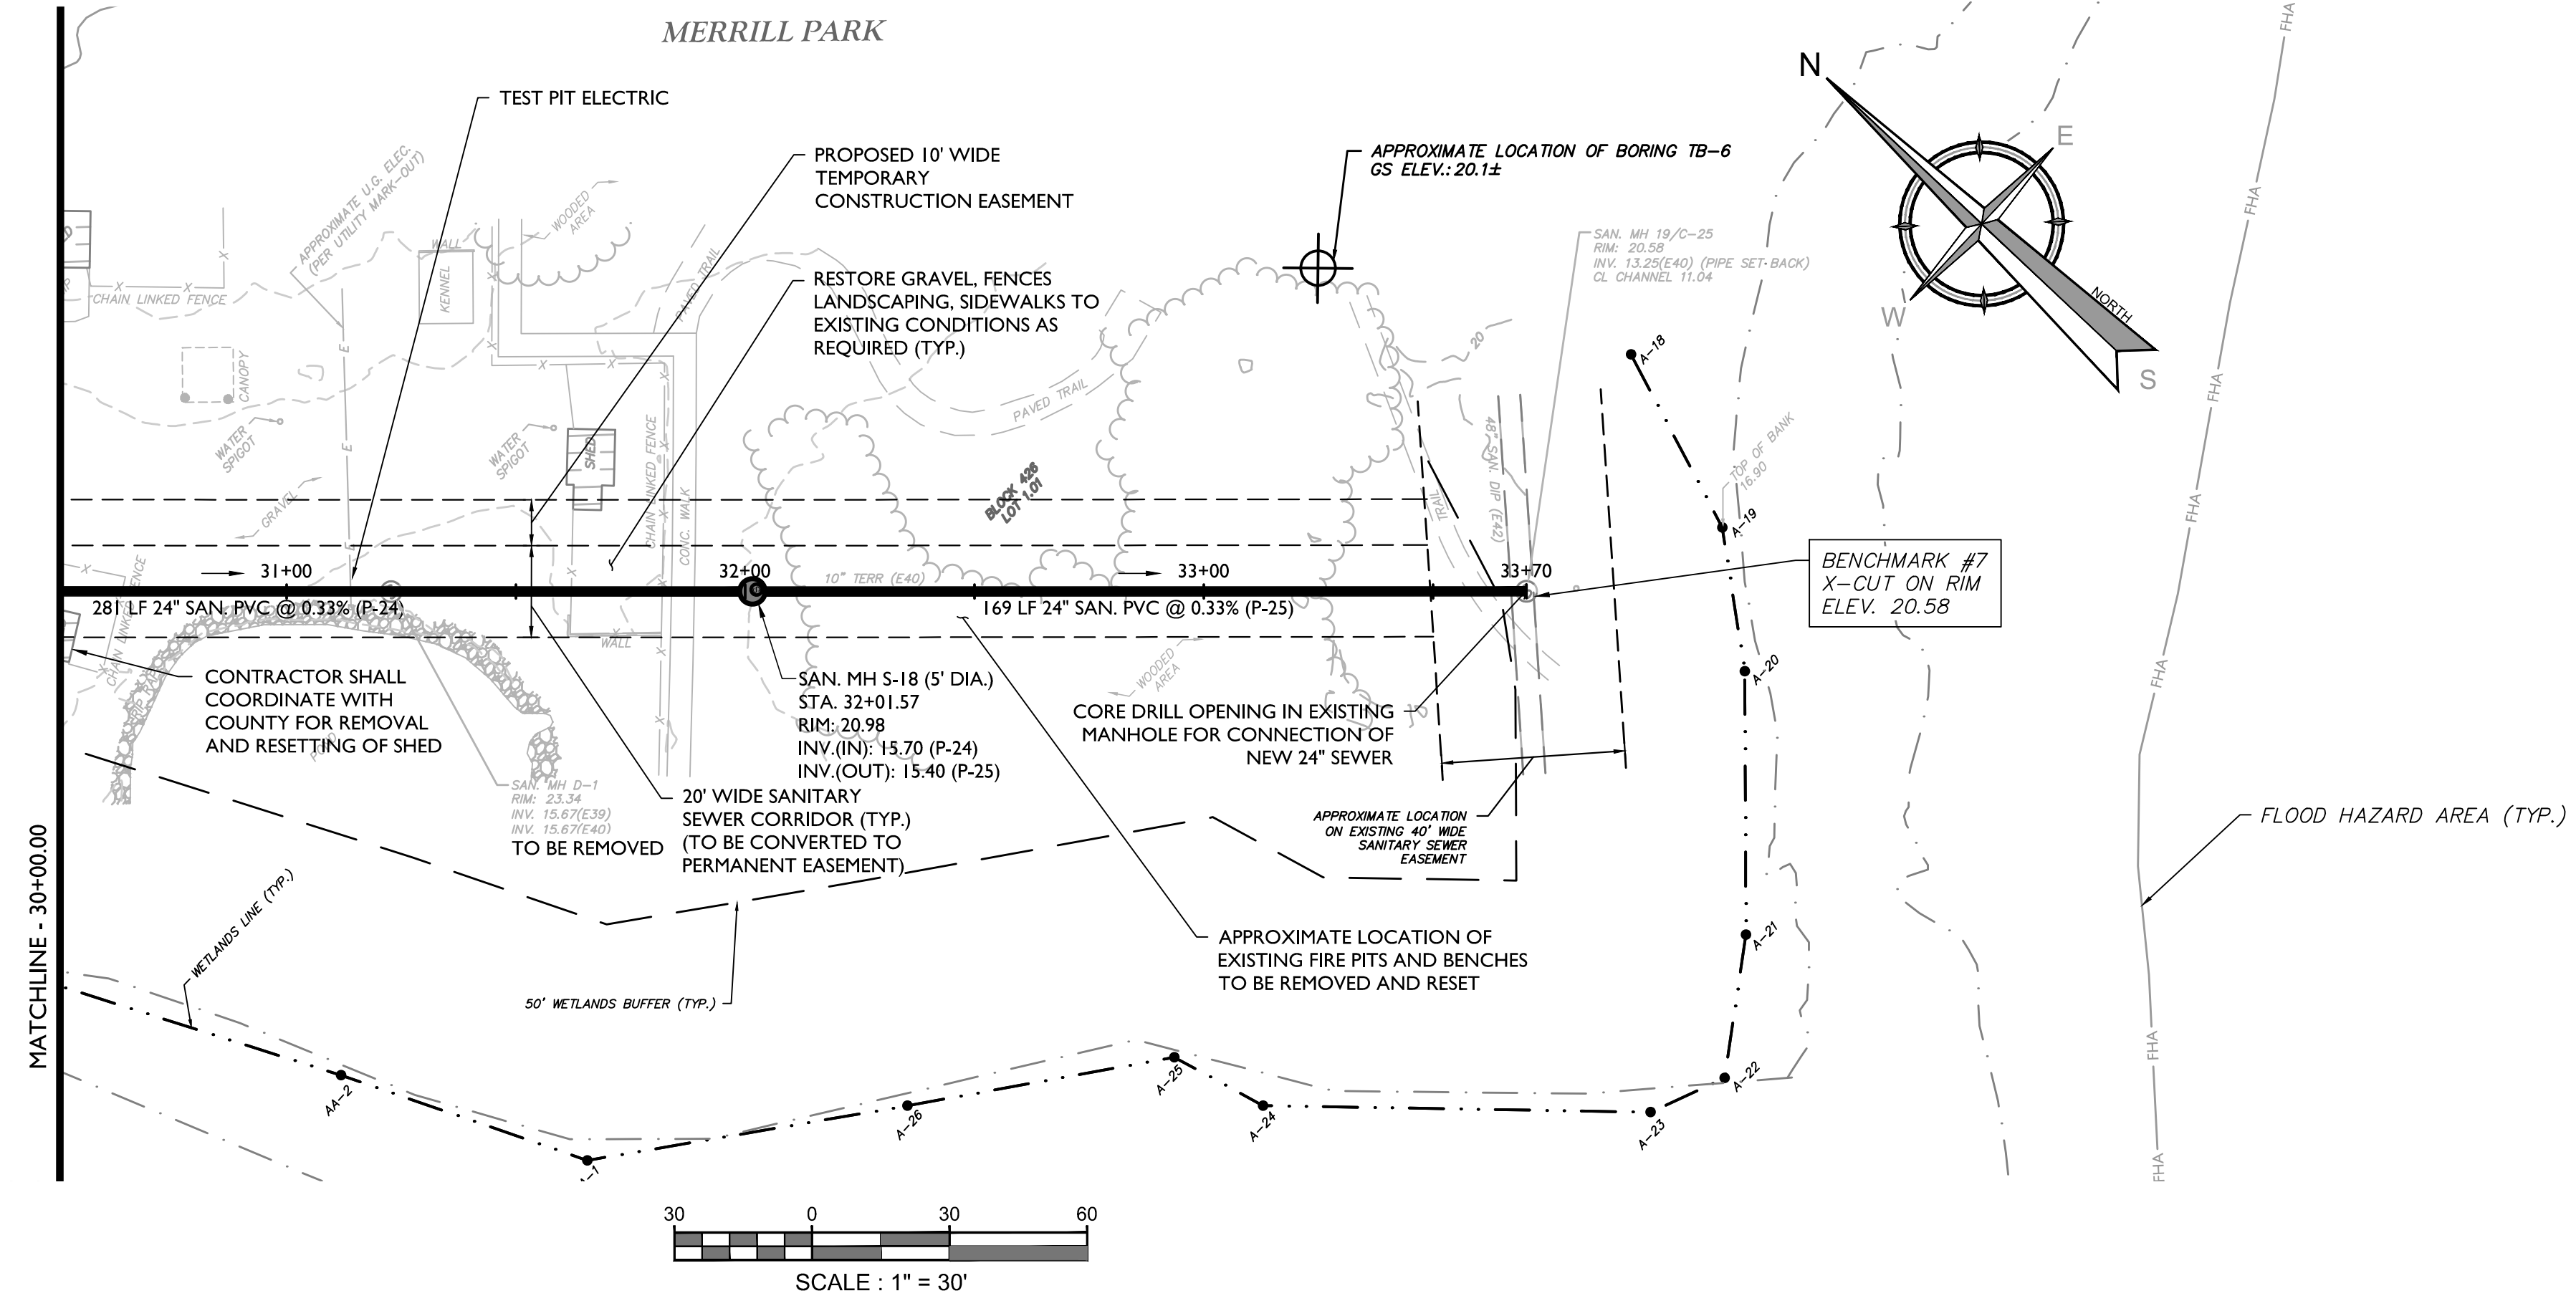 MERRILL PARK
TEST PIT ELECTRIC
PROPOSED 10' WIDE
TEMPORARY
CONSTRUCTION EASEMENT
APPROXIMATE LOCATION OF BORING TB-6
GS ELEV.: 20.1±
N
E
W
S
NORTH
APPROXIMATE U.G. ELEC.
(PER UTILITY MARK-OUT)
WOODED
AREA
WALL
KENNEL
PAVED TRAIL
CHAIN LINKED FENCE
CANOPY
RESTORE GRAVEL, FENCES
LANDSCAPING, SIDEWALKS TO
EXISTING CONDITIONS AS
REQUIRED (TYP.)
SAN. MH 19/C-25
RIM: 20.58
INV. 13.25(E40) (PIPE SET-BACK)
CL CHANNEL 11.04
20
PAVED TRAIL
WATER
SPIGOT
WATER
SPIGOT
SHED
CHAIN LINKED FENCE
CONC. WALK
GRAVEL
BLOCK 426
LOT 1.01
TRAIL
48" SAN. DIP (E42)
A-18
TOP OF BANK
16.90
A-19
BENCHMARK #7
X-CUT ON RIM
ELEV. 20.58
31+00
32+00
10" TERR (E40)
33+00
33+70
281 LF 24" SAN. PVC @ 0.33% (P-24)
169 LF 24" SAN. PVC @ 0.33% (P-25)
CHAIN LINKED FENCE
WALL
WOODED
AREA
A-20
CONTRACTOR SHALL
COORDINATE WITH
COUNTY FOR REMOVAL
AND RESETTING OF SHED
POND
SAN. MH S-18 (5' DIA.)
STA. 32+01.57
RIM: 20.98
INV.(IN): 15.70 (P-24)
INV.(OUT): 15.40 (P-25)
CORE DRILL OPENING IN EXISTING
MANHOLE FOR CONNECTION OF
NEW 24" SEWER
SAN. MH D-1
RIM: 23.34
INV. 15.67(E39)
INV. 15.67(E40)
TO BE REMOVED
20' WIDE SANITARY
SEWER CORRIDOR (TYP.)
(TO BE CONVERTED TO
PERMANENT EASEMENT)
APPROXIMATE LOCATION
ON EXISTING 40' WIDE
SANITARY SEWER
EASEMENT
FLOOD HAZARD AREA (TYP.)
FHA
FHA
FHA
FHA
FHA
FHA
FHA
MATCHLINE - 30+00.00
WETLANDS LINE (TYP.)
50' WETLANDS BUFFER (TYP.)
APPROXIMATE LOCATION OF
EXISTING FIRE PITS AND BENCHES
TO BE REMOVED AND RESET
A-21
A-22
A-23
A-24
A-25
A-26
AA-2
30 0 30 60
SCALE : 1" = 30'